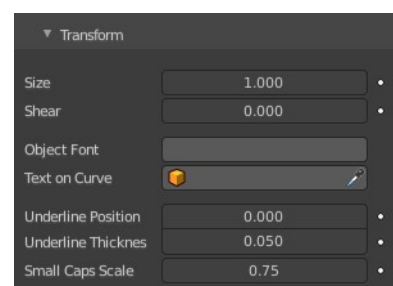 Transform
Size 1.000
Shear 0.000
Object Font
Text on Curve
Underline Position 0.000
Underline Thicknes 0.050
Small Caps Scale 0.75